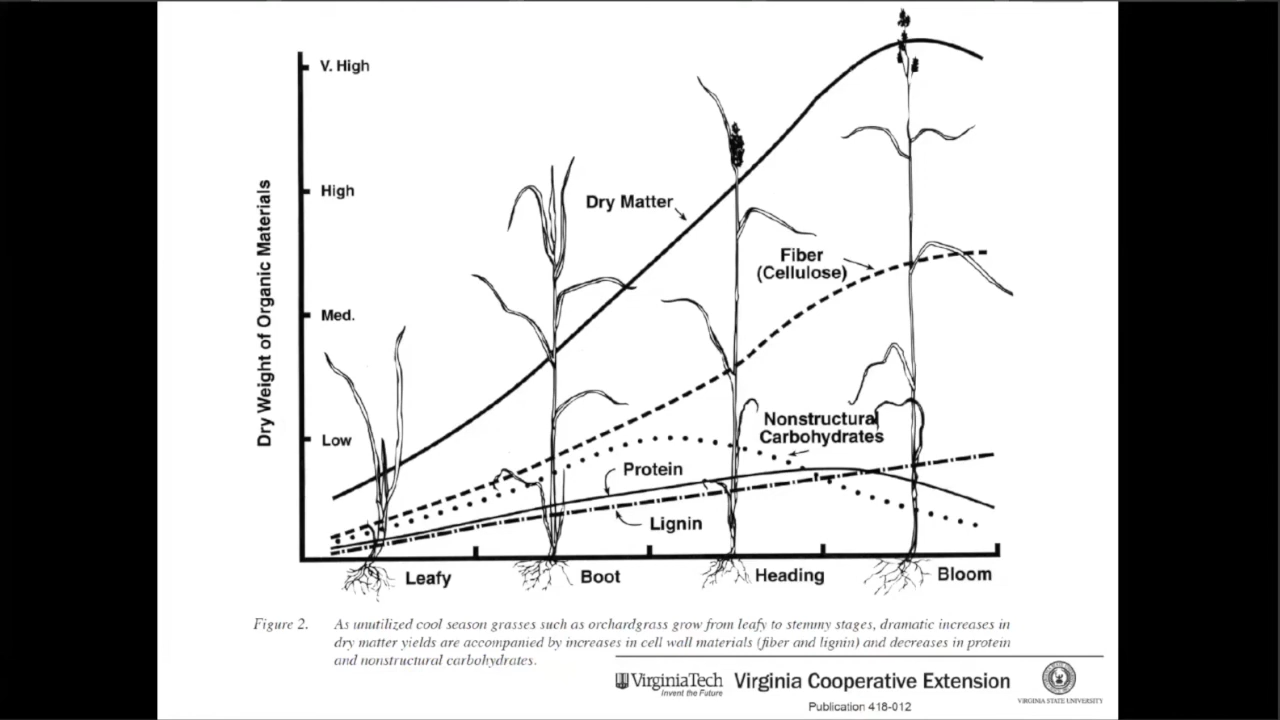 Dry Weight of Organic Materials
V. High
High
Med.
Low
Dry Matter
Fiber
(Cellulose)
Nonstructural
Carbohydrates
Protein
Lignin
Leafy
Boot
Heading
Bloom
Figure 2. As unutilized cool season grasses such as orchardgrass grow from leafy to stemmy stages, dramatic increases in
dry matter yields are accompanied by increases in cell wall materials (fiber and lignin) and decreases in protein
and nonstructural carbohydrates.
VirginiaTech
Invent the Future
Virginia Cooperative Extension
Publication 418-012
VIRGINIA STATE UNIVERSITY